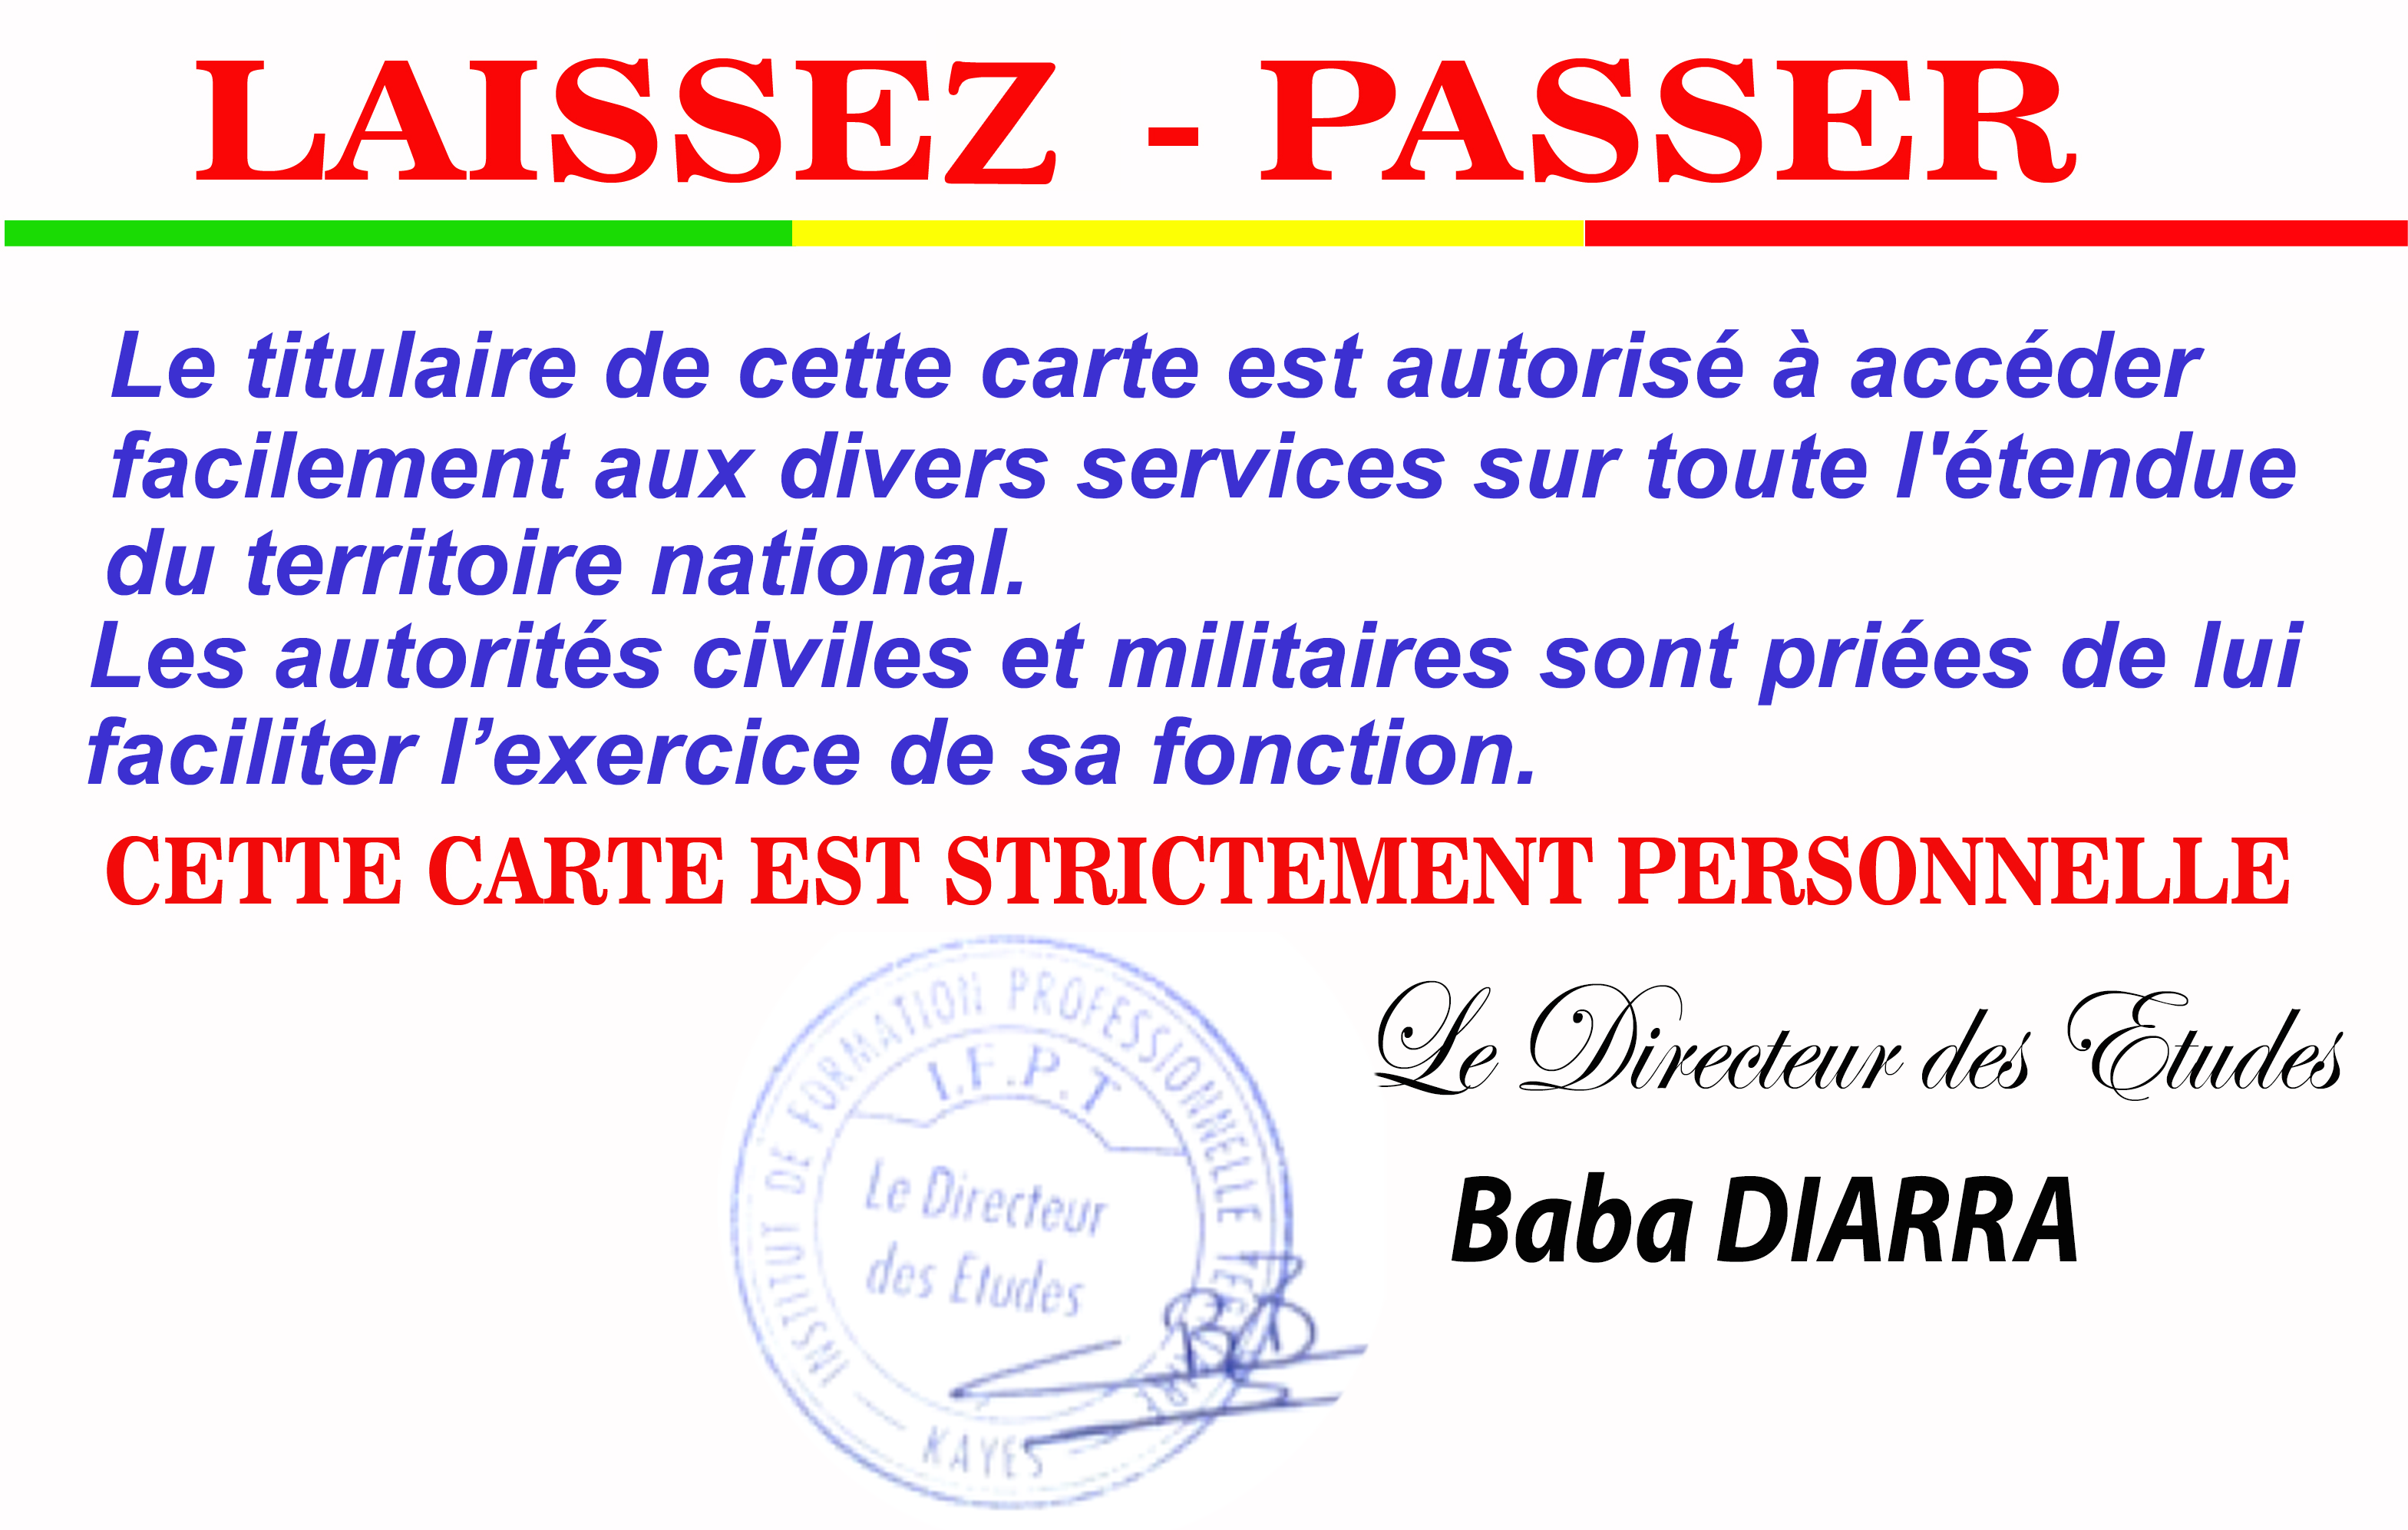 LAISSEZ - PASSER
Le titulaire de cette carte est autorisé à accéder
facilement aux divers services sur toute l'étendue
du territoire national.
Les autorités civiles et militaires sont priées de lui
faciliter l’exercice de sa fonction.
CETTE CARTE EST STRICTEMENT PERSONNELLE
Le Directeur des Etudes
Baba DIARRA
INSTITUT DE FORMATION PROFESSIONNELLE
I.F.P.T
Le Directeur
des Etudes
KAYES